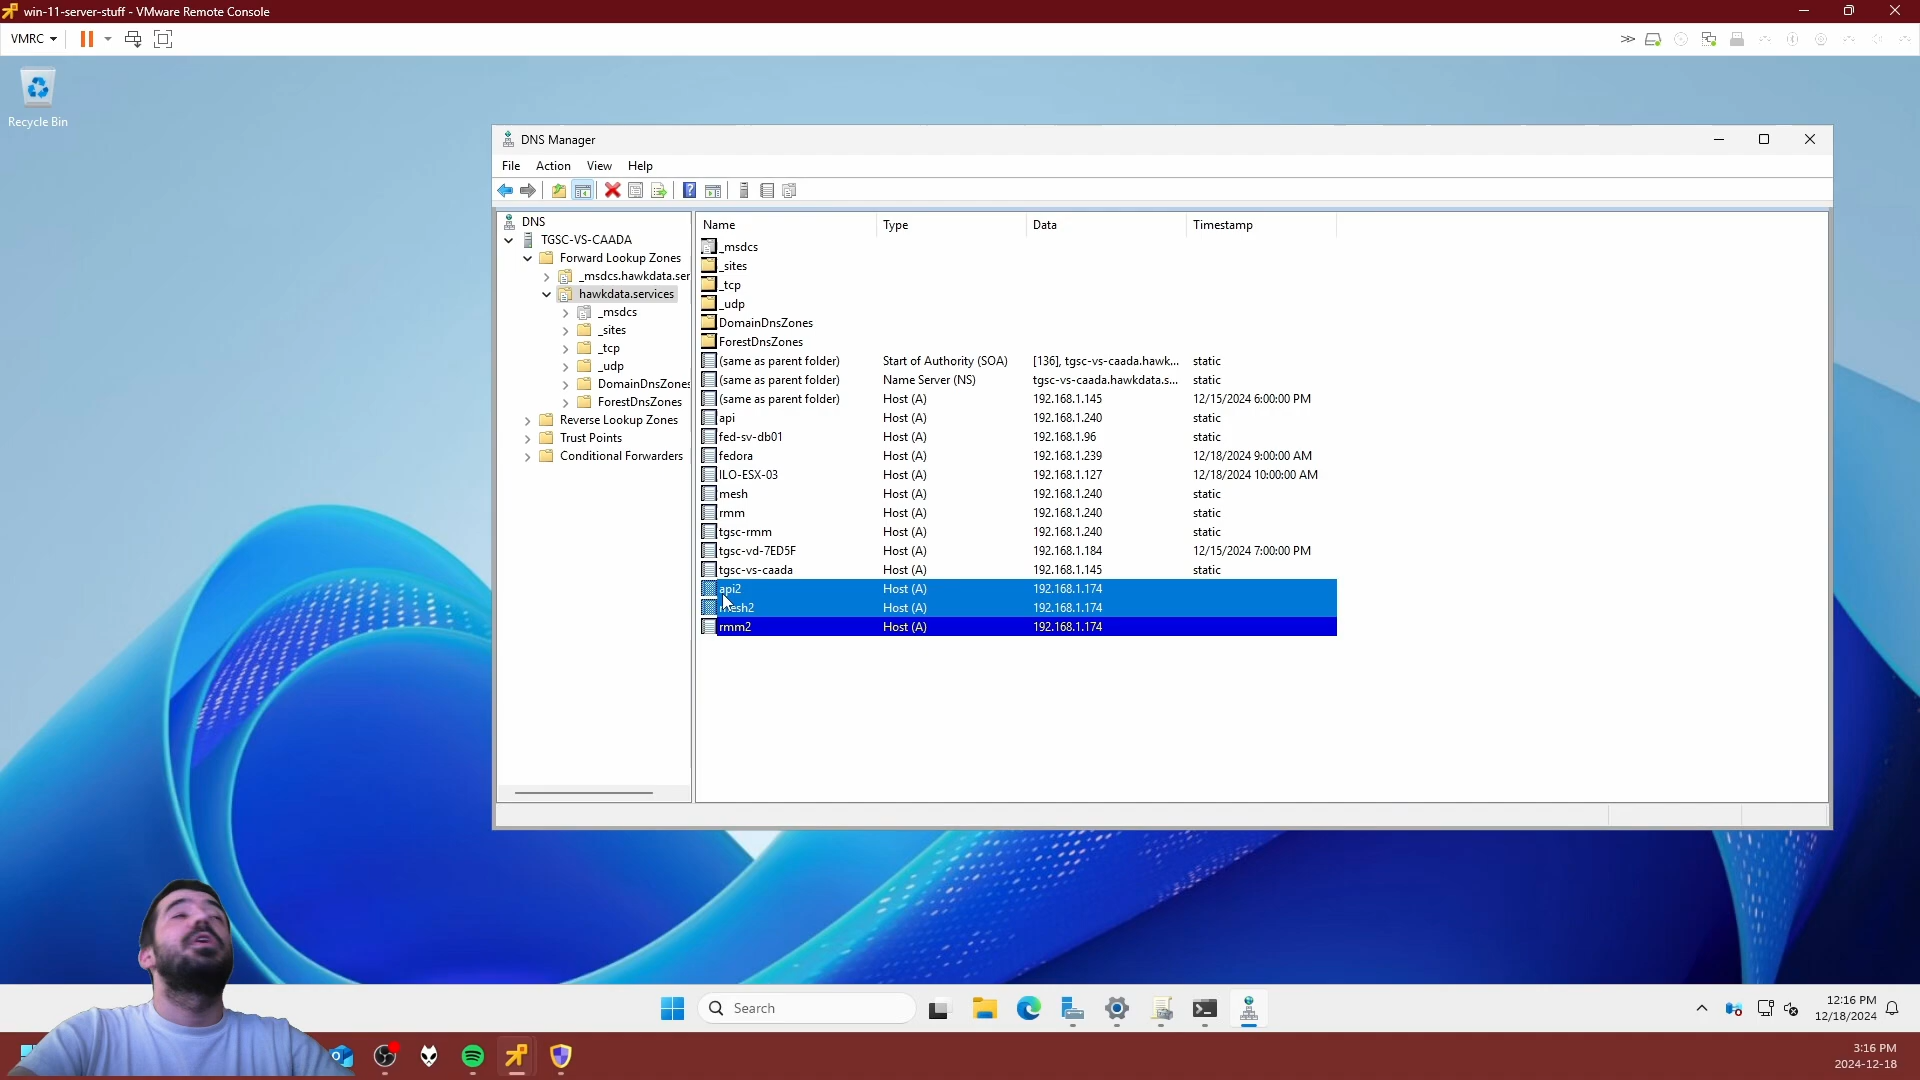 win-11-server-stuff - VMware Remote Console
VMRC
Recycle Bin
DNS Manager
File Action View Help
DNS
TGSC-VS-CAADA
Forward Lookup Zones
_msdcs.hawkdata.ser
hawkdata.services
_msdcs
_sites
_tcp
_udp
DomainDnsZones
ForestDnsZones
Reverse Lookup Zones
Trust Points
Conditional Forwarders
Name Type Data Timestamp
_msdcs
_sites
_tcp
_udp
DomainDnsZones
ForestDnsZones
(same as parent folder) Start of Authority (SOA) [136], tgsc-vs-caada.hawk... static
(same as parent folder) Name Server (NS) tgsc-vs-caada.hawkdata.s... static
(same as parent folder) Host (A) 192.168.1.145 12/15/2024 6:00:00 PM
api Host (A) 192.168.1.240 static
fed-sv-db01 Host (A) 192.168.1.96 static
fedora Host (A) 192.168.1.239 12/18/2024 9:00:00 AM
ILO-ESX-03 Host (A) 192.168.1.127 12/18/2024 10:00:00 AM
mesh Host (A) 192.168.1.240 static
rmm Host (A) 192.168.1.240 static
tgsc-rmm Host (A) 192.168.1.240 static
tgsc-vd-7ED5F Host (A) 192.168.1.184 12/15/2024 7:00:00 PM
tgsc-vs-caada Host (A) 192.168.1.145 static
api2 Host (A) 192.168.1.174
mesh2 Host (A) 192.168.1.174
rmm2 Host (A) 192.168.1.174
Search
12:16 PM
12/18/2024
3:16 PM
2024-12-18